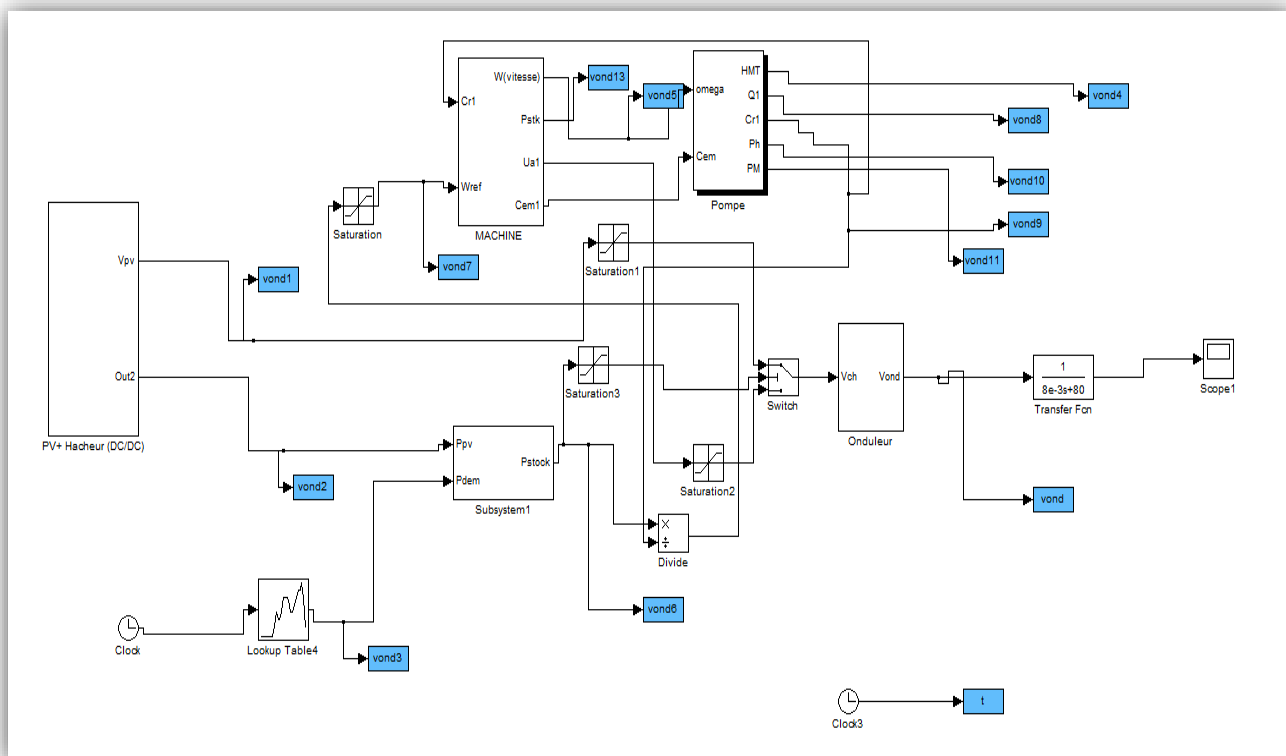 W(vitesse)
Cr1
Pstk
Ua1
Wref
Cem1
MACHINE
vond13
vond5
omega
Cem
HMT
Q1
Cr1
Ph
PM
Pompe
vond4
vond8
vond10
vond9
vond11
Saturation
vond7
Saturation1
Vpv
Out2
PV+ Hacheur (DC/DC)
vond1
vond2
Saturation3
Ppv
Pdem
Pstock
Subsystem1
Saturation2
Switch
Vch
Vond
Onduleur
1
8e-3s+80
Transfer Fcn
Scope1
vond
×
÷
Divide
vond6
Clock
Lookup Table4
vond3
Clock3
t